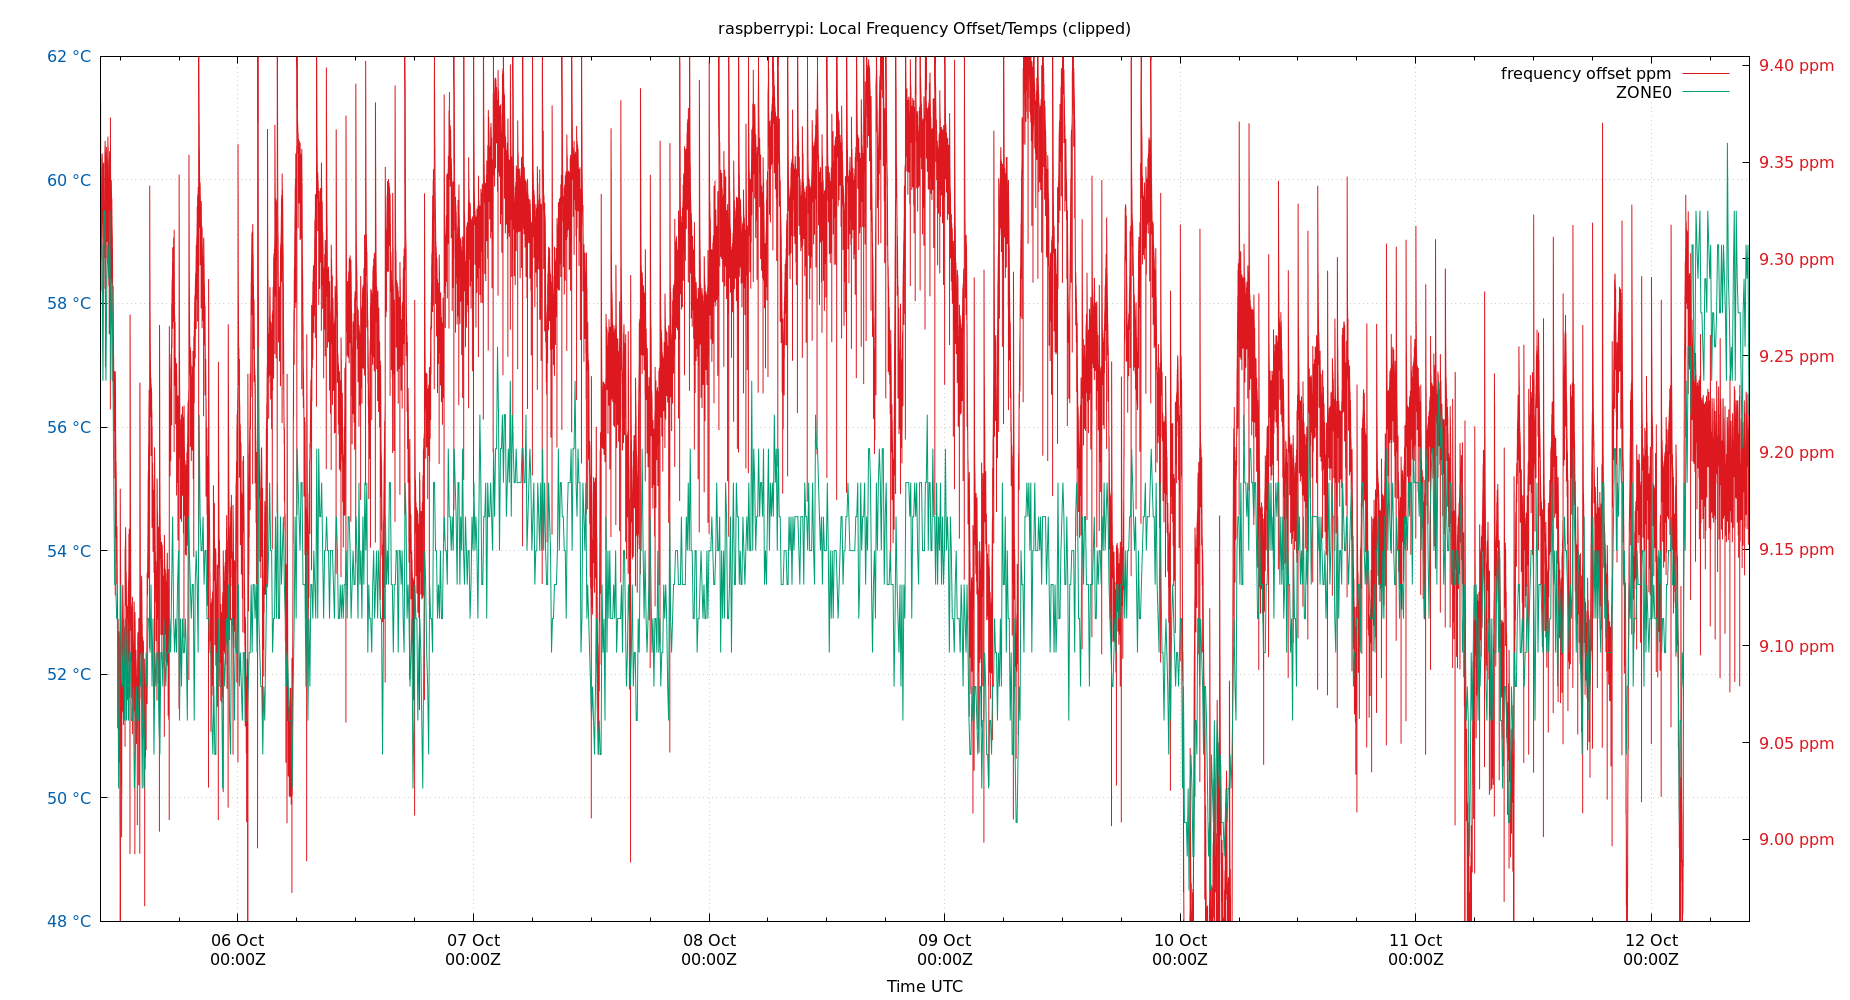 raspberrypi: Local Frequency Offset/Temps (clipped)
62 °C
60 °C
58 °C
56 °C
54 °C
52 °C
50 °C
48 °C
9.40 ppm
9.35 ppm
9.30 ppm
9.25 ppm
9.20 ppm
9.15 ppm
9.10 ppm
9.05 ppm
9.00 ppm
frequency offset ppm
ZONE0
06 Oct
00:00Z
07 Oct
00:00Z
08 Oct
00:00Z
09 Oct
00:00Z
10 Oct
00:00Z
11 Oct
00:00Z
12 Oct
00:00Z
Time UTC